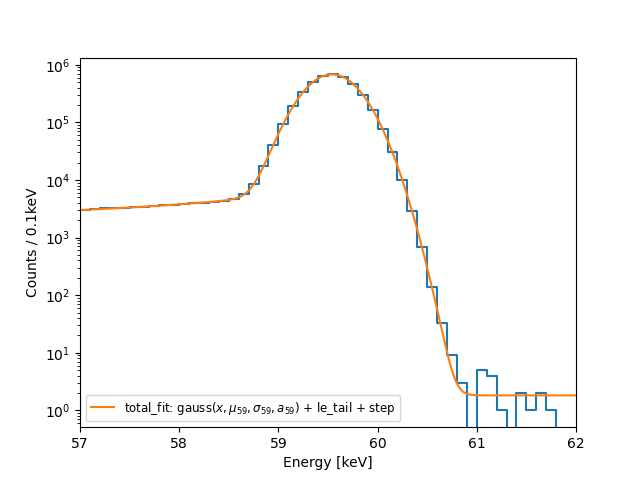 10⁶
10⁵
10⁴
10³
10²
10¹
10⁰
Counts / 0.1keV
total_fit: gauss(x, μ₅₉, σ₅₉, a₅₉) + le_tail + step
57 58 59 60 61 62
Energy [keV]